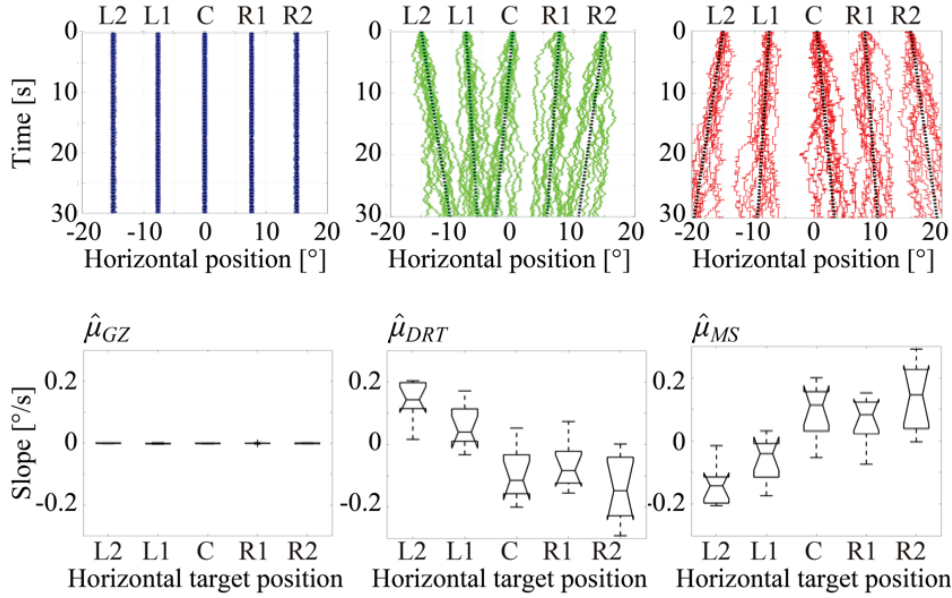 L2 L1 C R1 R2 L2 L1 C R1 R2 L2 L1 C R1 R2
0 0 0
10 10 10
20 20 20
30 30 30
Time [s]
-20 -10 0 10 20 -20 -10 0 10 20 -20 -10 0 10 20
Horizontal position [°] Horizontal position [°] Horizontal position [°]
μ̂GZ μ̂DRT μ̂MS
0.2 0.2 0.2
0 0 0
-0.2 -0.2 -0.2
Slope [°/s]
L2 L1 C R1 R2 L2 L1 C R1 R2 L2 L1 C R1 R2
Horizontal target position Horizontal target position Horizontal target position